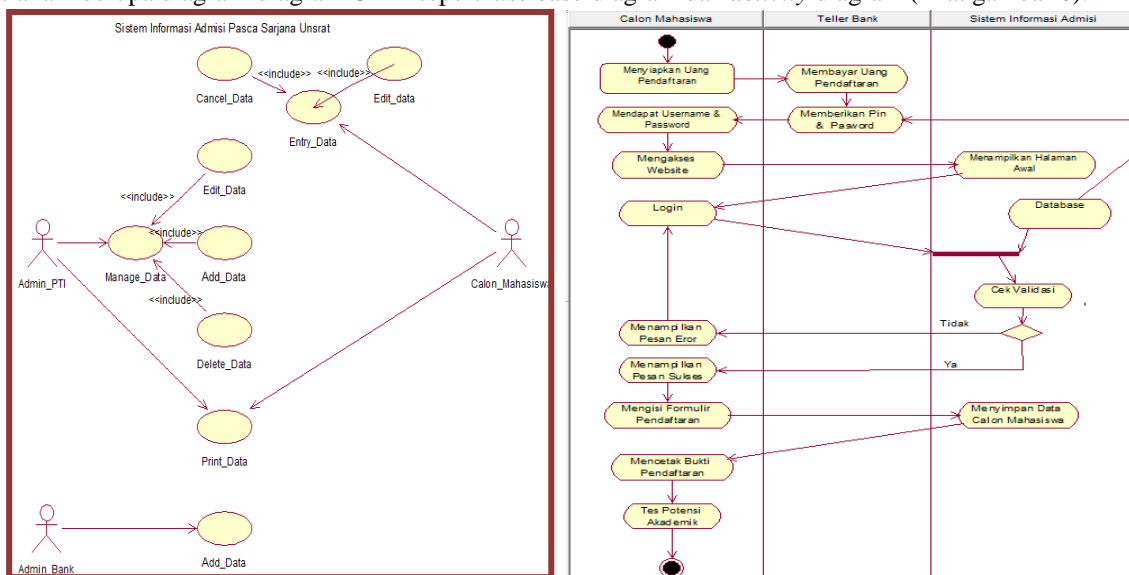 Sistem Informasi Admisi Pasca Sarjana Unsrat
<<include>> <<include>>
Cancel_Data
Edit_data
Entry_Data
<<include>>
Edit_Data
<<include>>
Admin_PTI
Manage_Data
Add_Data
Calon_Mahasiswa
<<include>>
Delete_Data
Print_Data
Admin_Bank
Add_Data
Calon Mahasiswa
Teller Bank
Sistem Informasi Admisi
Menyiapkan Uang
Pendaftaran
Membayar Uang
Pendaftaran
Mendapat Username &
Password
Memberikan Pin
& Pasword
Mengakses
Website
Menampilkan Halaman
Awal
Login
Database
Cek Validasi
Tidak
Menampilkan
Pesan Eror
Ya
Menampilkan
Pesan Sukses
Mengisi Formulir
Pendaftaran
Menyimpan Data
Calon Mahasiswa
Mencetak Bukti
Pendaftaran
Tes Potensi
Akademik